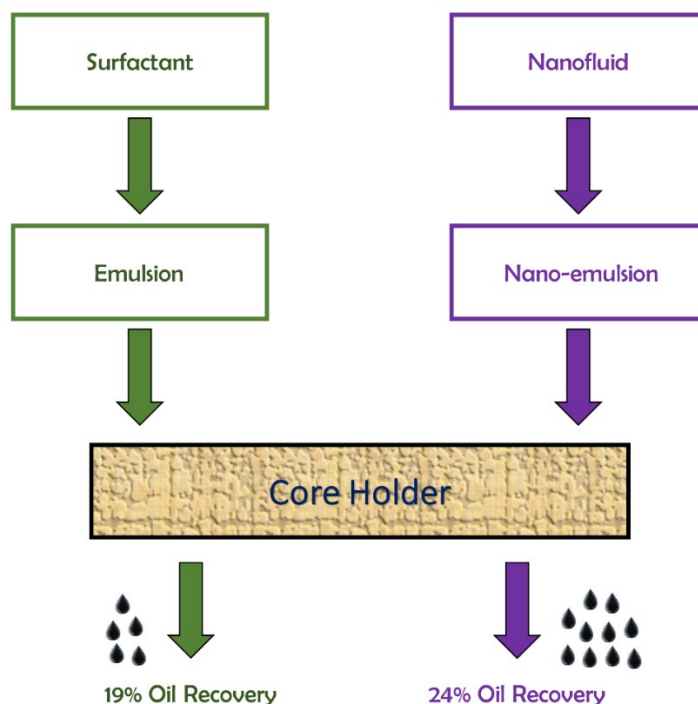 Surfactant
Nanofluid
Emulsion
Nano-emulsion
Core Holder
19% Oil Recovery
24% Oil Recovery